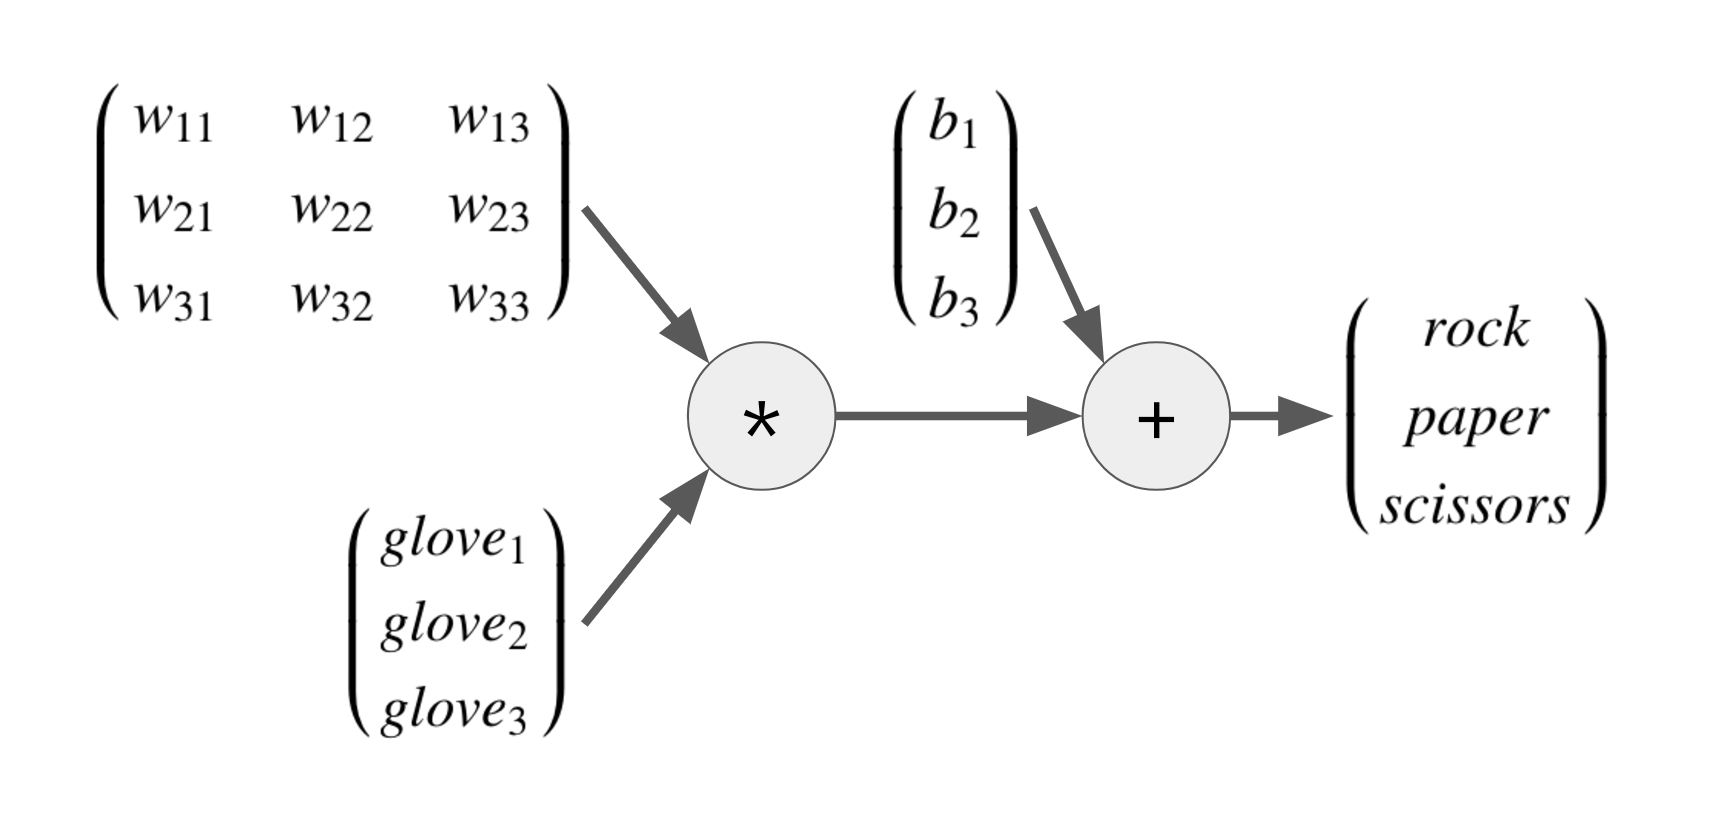 w11 w12 w13
w21 w22 w23
w31 w32 w33
b1
b2
b3
*
+
rock
paper
scissors
glove1
glove2
glove3